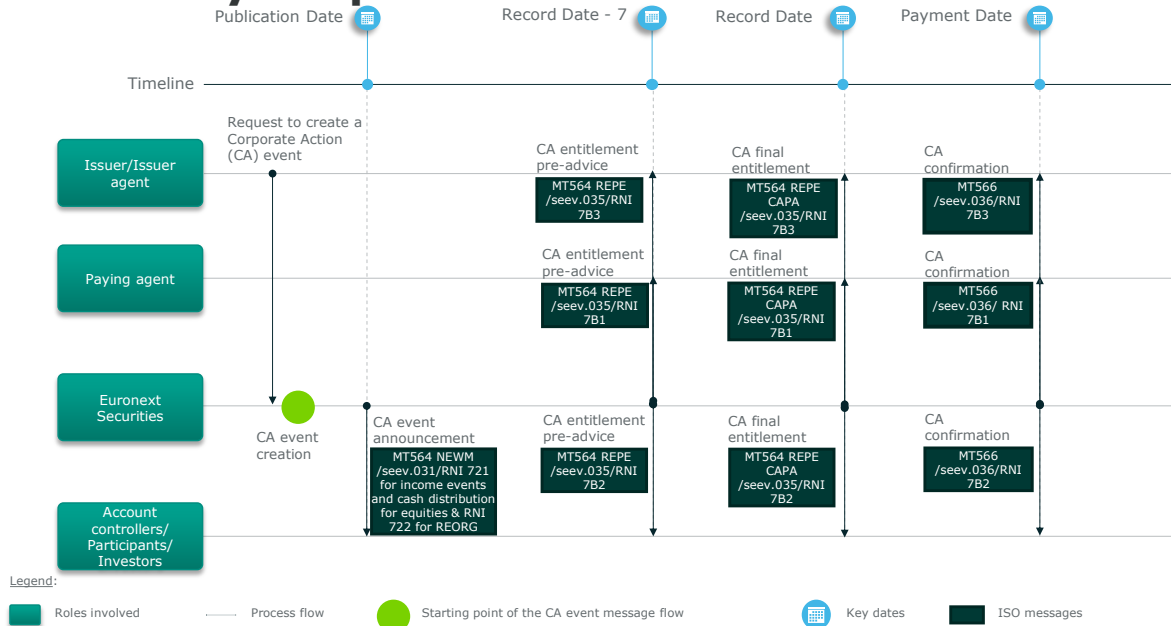 Publication Date
Record Date - 7
Record Date
Payment Date
Timeline
Request to create a
Corporate Action
(CA) event
Issuer/Issuer
agent
CA entitlement
pre-advice
MT564 REPE
/seev.035/RNI
7B3
CA final
entitlement
MT564 REPE
CAPA
/seev.035/RNI
7B3
CA
confirmation
MT566
/seev.036/RNI
7B3
Paying agent
CA entitlement
pre-advice
MT564 REPE
/seev.035/RNI
7B1
CA final
entitlement
MT564 REPE
CAPA
/seev.035/RNI
7B1
CA
confirmation
MT566
/seev.036/ RNI
7B1
Euronext
Securities
CA event
creation
CA event
announcement
MT564 NEWM
/seev.031/RNI 721
for income events
and cash distribution
for equities & RNI
722 for REORG
CA entitlement
pre-advice
MT564 REPE
/seev.035/RNI
7B2
CA final
entitlement
MT564 REPE
CAPA
/seev.035/RNI
7B2
CA
confirmation
MT566
/seev.036/RNI
7B2
Account
controllers/
Participants/
Investors
Legend:
Roles involved
Process flow
Starting point of the CA event message flow
Key dates
ISO messages